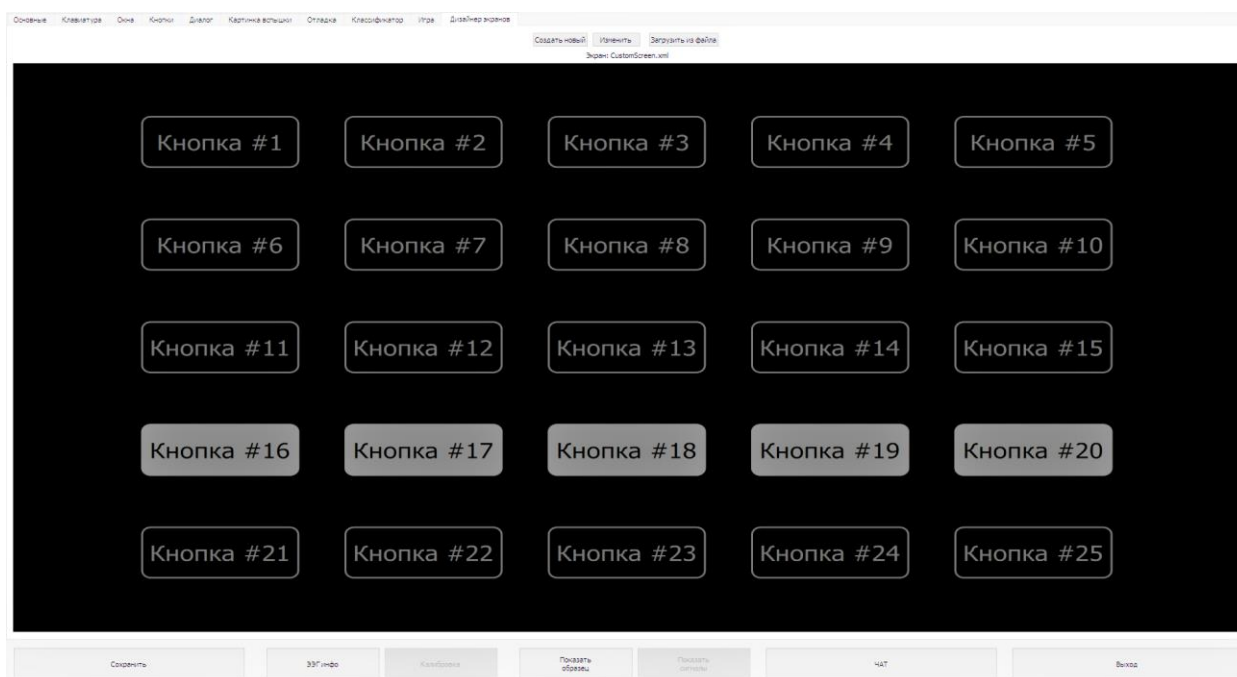 Основные Клавиатура Окна Кнопки Диалог Картинка вспышки Отладка Классификатор Игра Дизайнер экранов
Создать новый Изменить Загрузить из файла
Экран: CustomScreen.xml
Кнопка #1 Кнопка #2 Кнопка #3 Кнопка #4 Кнопка #5
Кнопка #6 Кнопка #7 Кнопка #8 Кнопка #9 Кнопка #10
Кнопка #11 Кнопка #12 Кнопка #13 Кнопка #14 Кнопка #15
Кнопка #16 Кнопка #17 Кнопка #18 Кнопка #19 Кнопка #20
Кнопка #21 Кнопка #22 Кнопка #23 Кнопка #24 Кнопка #25
Сохранить ЭЭГ инфо Калибровка Показать образец Показать сигналы ЧАТ Выход